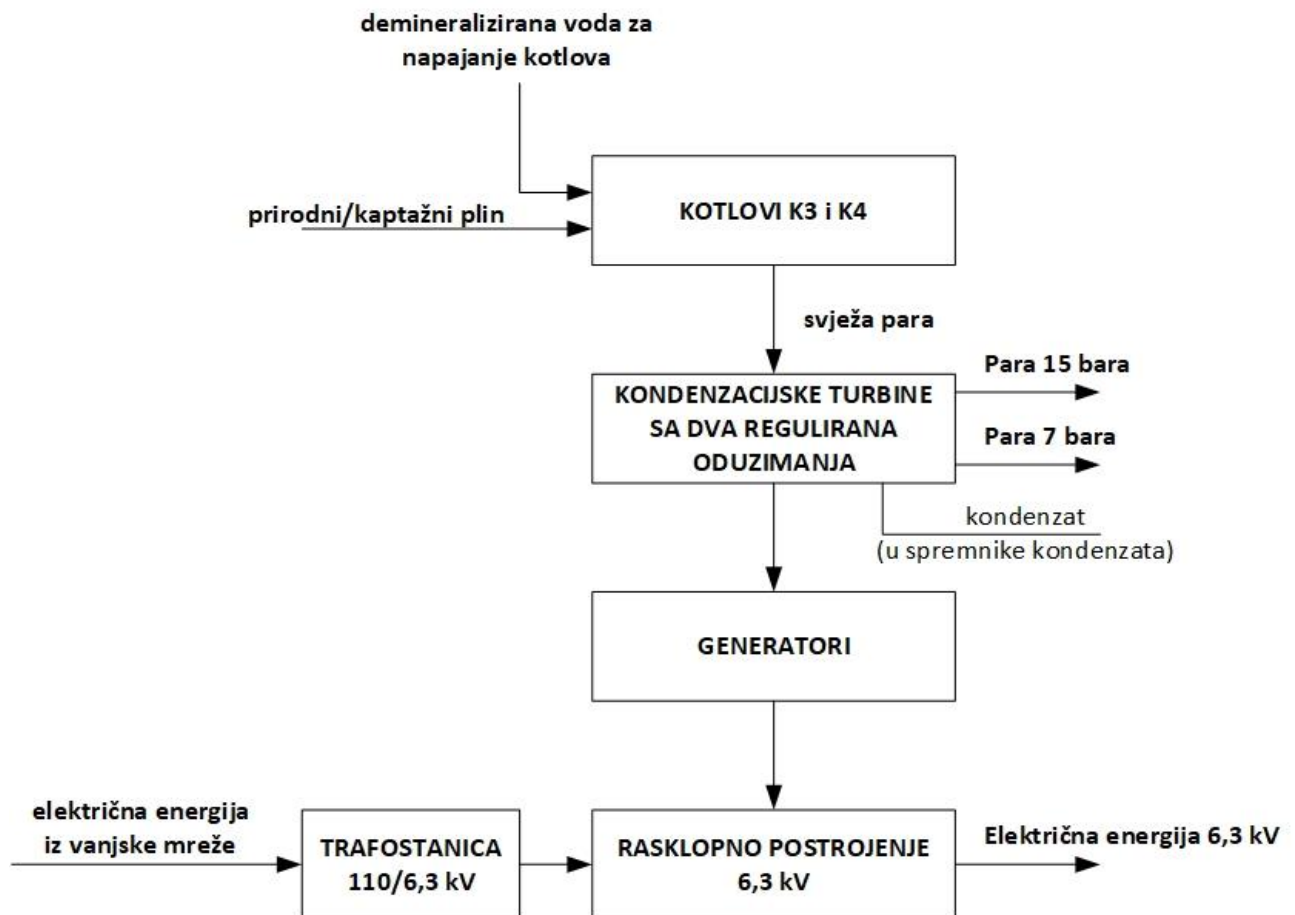 demineralizirana voda za
napajanje kotlova
prirodni/kaptažni plin
KOTLOVI K3 i K4
svježa para
KONDENZACIJSKE TURBINE
SA DVA REGULIRANA
ODUZIMANJA
Para 15 bara
Para 7 bara
kondenzat
(u spremnike kondenzata)
GENERATORI
električna energija
iz vanjske mreže
TRAFOSTANICA
110/6,3 kV
RASKLOPNO POSTROJENJE
6,3 kV
Električna energija 6,3 kV